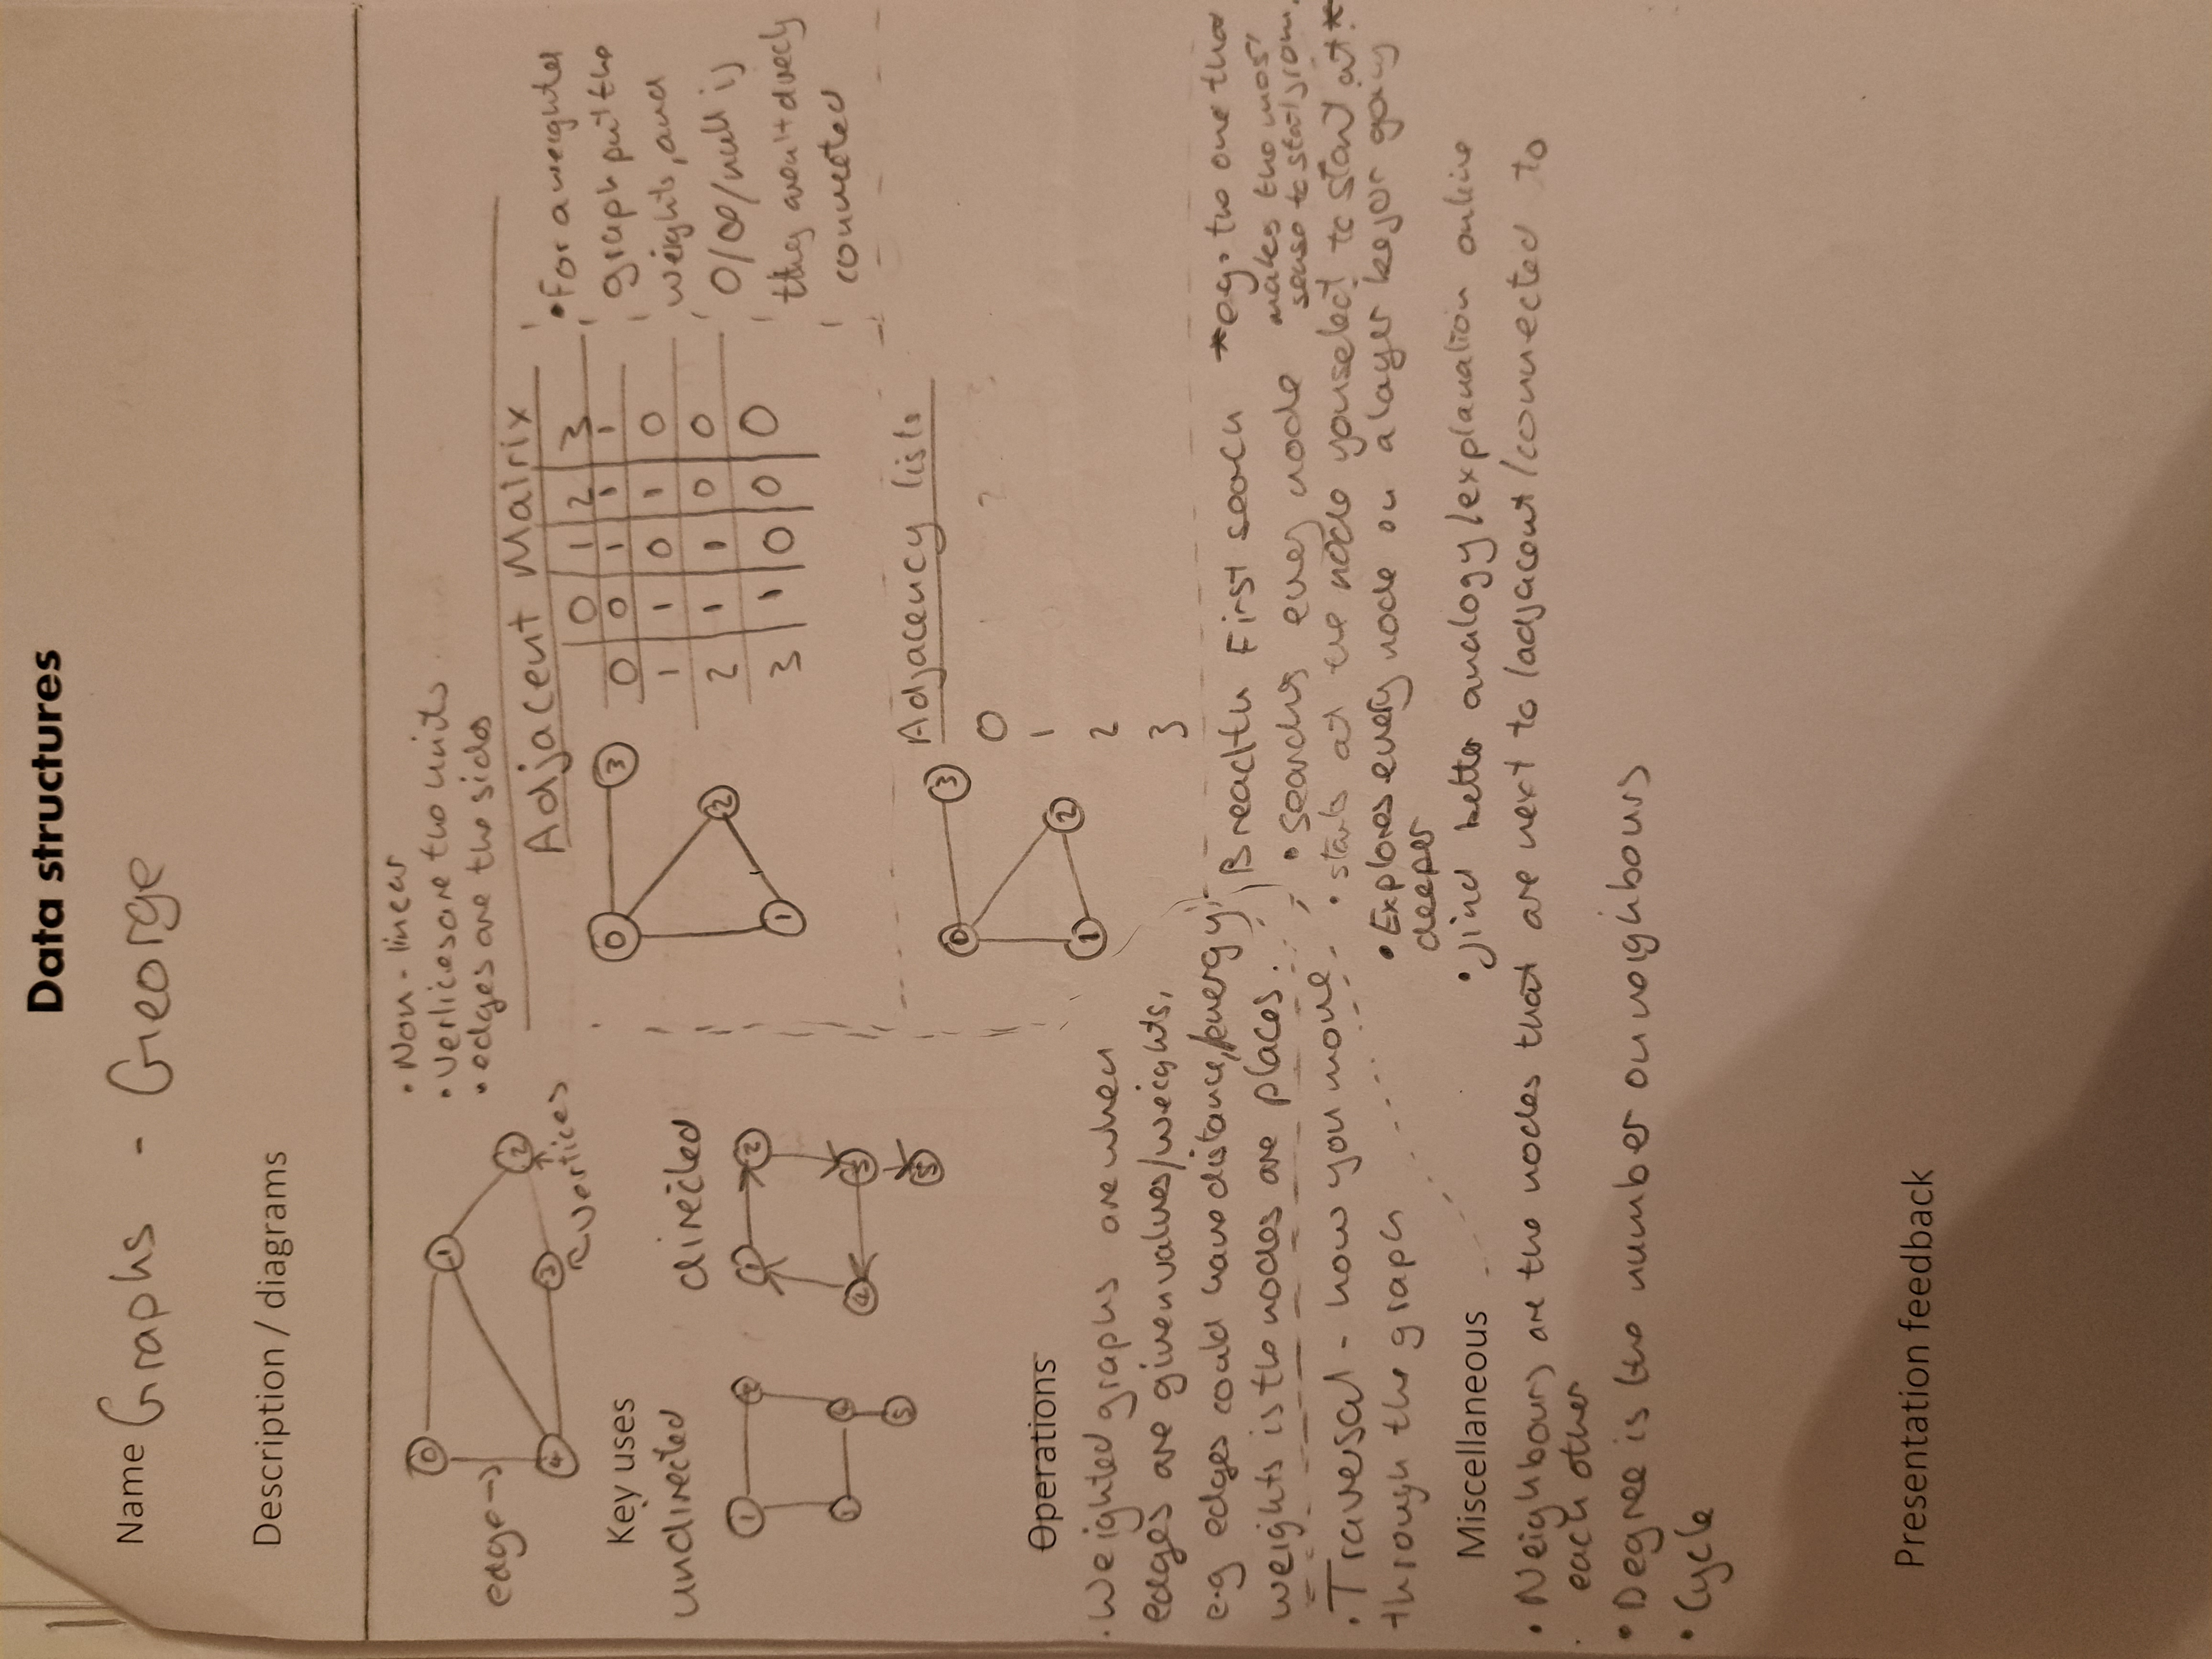 Data structures
Name Graphs - George
Description / diagrams
0
1
edge→
2
4
3
vertices
• Non-linear
• Vertices are the units
• edges are the sides
Adjacent Matrix
0 3
2
1
0 1 2 3
0 0 1 1 1
1 1 0 1 0
2 1 1 0 0
3 1 0 0 0
• For a weighted
graph put the
weights, and
0/∞/null is
they aren't directly
connected
Key uses
undirected directed
1 2
5
1 2
4 3
Adjacency lists
0 3
1 2
0
1
2
3
Operations
• Weighted graphs are when
edges are given values/weights,
e.g edges could have distance/energy
weights is the nodes are places.
• Traversal - how you move
through the graph
Breadth First search
• searches every node
• starts at the node you select to start at*
*eg. the one that
makes the most
sense to start from.
• Explores every node on a layer befor going
deeper
• find better analogy/explanation online
Miscellaneous
• Neighbours are the nodes that are next to/adjacent/connected to
each other
• Degree is the number on neighbours
• Cycle
Presentation feedback